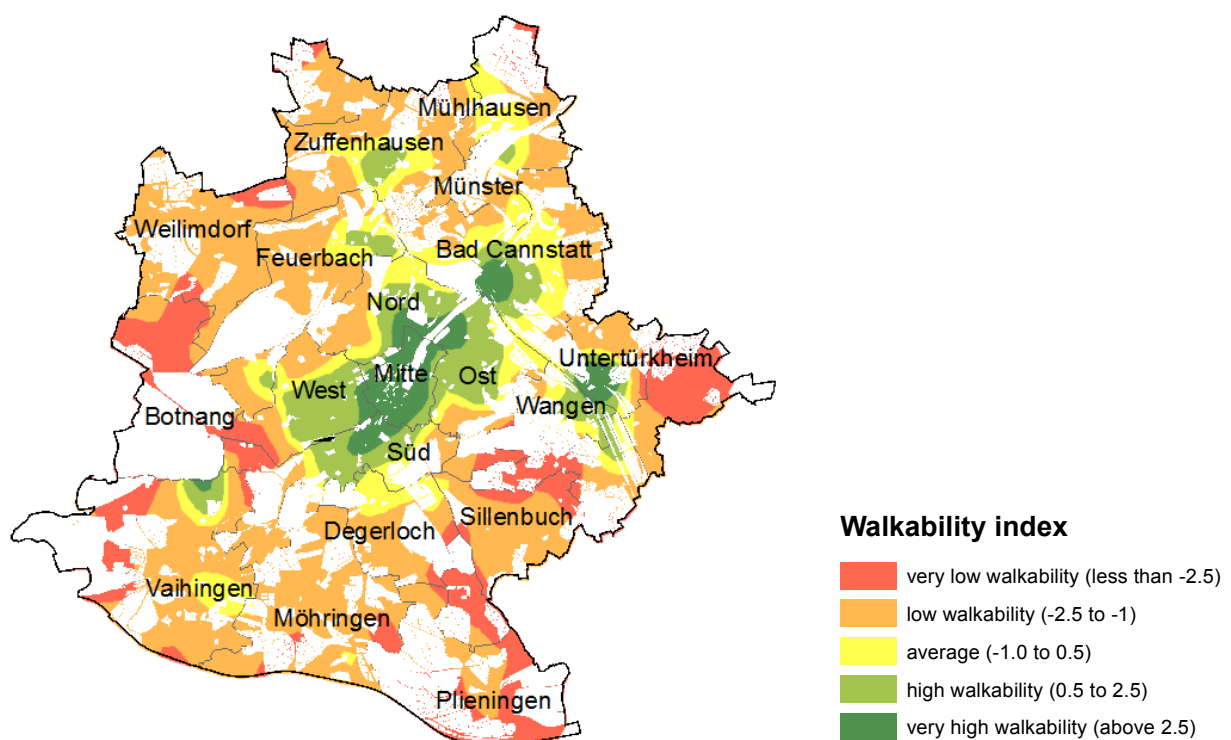 Mühlhausen
Zuffenhausen
Münster
Weilimdorf
Feuerbach
Bad Cannstatt
Nord
Untertürkheim
Mitte
Ost
West
Wangen
Botnang
Süd
Sillenbuch
Degerloch
Vaihingen
Möhringen
Plieningen
Walkability index
very low walkability (less than -2.5)
low walkability (-2.5 to -1)
average (-1.0 to 0.5)
high walkability (0.5 to 2.5)
very high walkability (above 2.5)